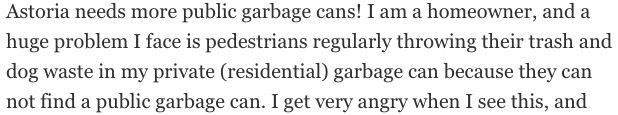 Astoria needs more public garbage cans! I am a homeowner, and a
huge problem I face is pedestrians regularly throwing their trash and
dog waste in my private (residential) garbage can because they can
not find a public garbage can. I get very angry when I see this, and